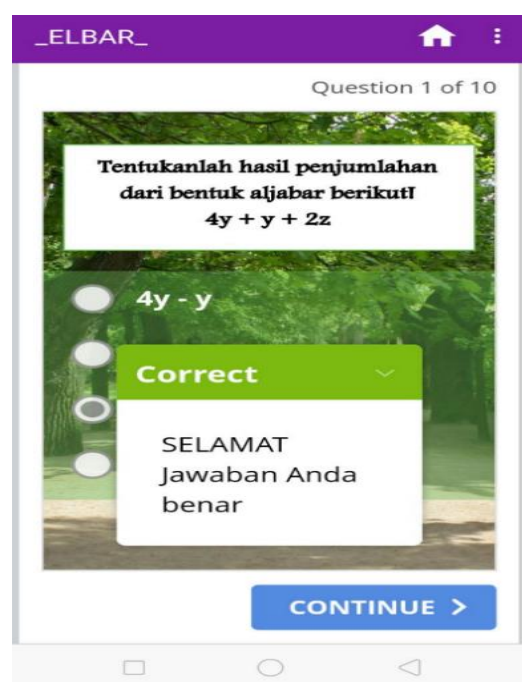 _ELBAR_
Question 1 of 10
Tentukanlah hasil penjumlahan
dari bentuk aljabar berikut!
4y + y + 2z
4y - y
Correct
SELAMAT
Jawaban Anda
benar
CONTINUE >